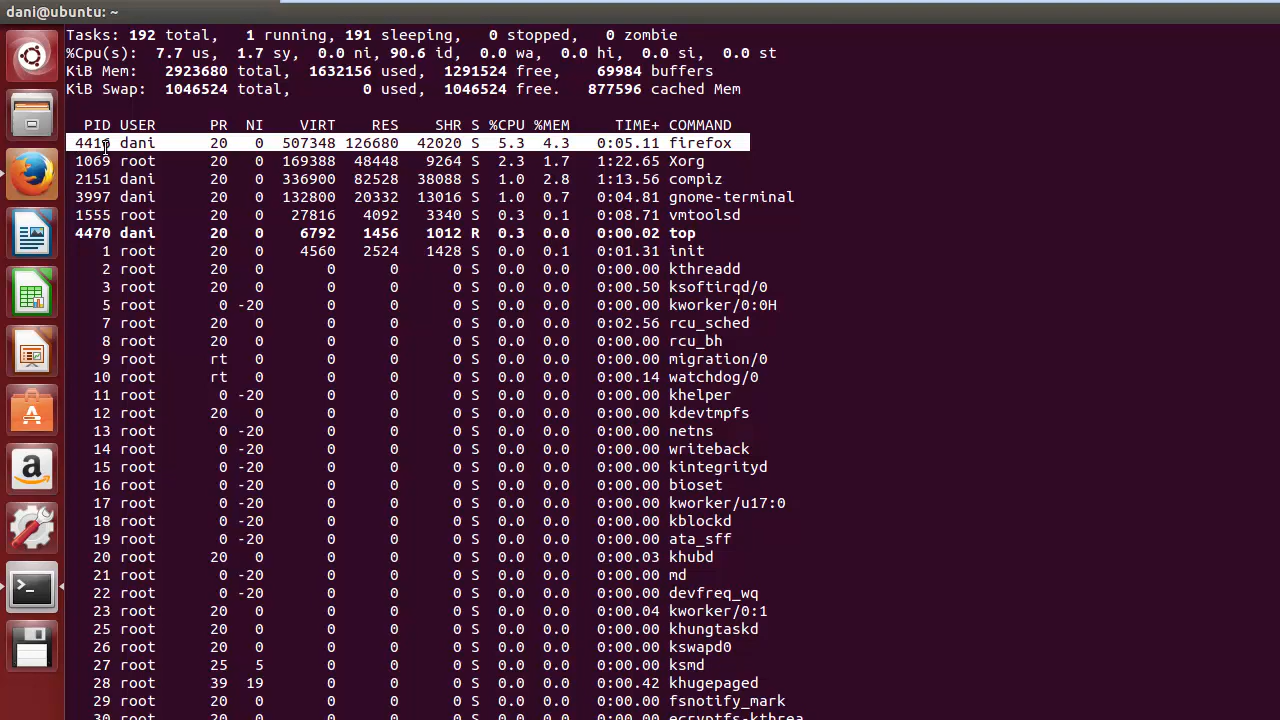 dani@ubuntu: ~
Tasks: 192 total, 1 running, 191 sleeping, 0 stopped, 0 zombie
%Cpu(s): 7.7 us, 1.7 sy, 0.0 ni, 90.6 id, 0.0 wa, 0.0 hi, 0.0 si, 0.0 st
KiB Mem: 2923680 total, 1632156 used, 1291524 free, 69984 buffers
KiB Swap: 1046524 total, 0 used, 1046524 free. 877596 cached Mem
PID USER PR NI VIRT RES SHR S %CPU %MEM TIME+ COMMAND
4416 dani 20 0 507348 126680 42020 S 5.3 4.3 0:05.11 firefox
1069 root 20 0 169388 48448 9264 S 2.3 1.7 1:22.65 Xorg
2151 dani 20 0 336900 82528 38088 S 1.0 2.8 1:13.56 compiz
3997 dani 20 0 132800 20332 13016 S 1.0 0.7 0:04.81 gnome-terminal
1555 root 20 0 27816 4092 3340 S 0.3 0.1 0:08.71 vmtoolsd
4470 dani 20 0 6792 1456 1012 R 0.3 0.0 0:00.02 top
1 root 20 0 4560 2524 1428 S 0.0 0.1 0:01.31 init
2 root 20 0 0 0 0 S 0.0 0.0 0:00.00 kthreadd
3 root 20 0 0 0 0 S 0.0 0.0 0:00.50 ksoftirqd/0
5 root 0 -20 0 0 0 S 0.0 0.0 0:00.00 kworker/0:0H
7 root 20 0 0 0 0 S 0.0 0.0 0:02.56 rcu_sched
8 root 20 0 0 0 0 S 0.0 0.0 0:00.00 rcu_bh
9 root rt 0 0 0 0 S 0.0 0.0 0:00.00 migration/0
10 root rt 0 0 0 0 S 0.0 0.0 0:00.14 watchdog/0
11 root 0 -20 0 0 0 S 0.0 0.0 0:00.00 khelper
12 root 20 0 0 0 0 S 0.0 0.0 0:00.00 kdevtmpfs
13 root 0 -20 0 0 0 S 0.0 0.0 0:00.00 netns
14 root 0 -20 0 0 0 S 0.0 0.0 0:00.00 writeback
15 root 0 -20 0 0 0 S 0.0 0.0 0:00.00 kintegrityd
16 root 0 -20 0 0 0 S 0.0 0.0 0:00.00 bioset
17 root 0 -20 0 0 0 S 0.0 0.0 0:00.00 kworker/u17:0
18 root 0 -20 0 0 0 S 0.0 0.0 0:00.00 kblockd
19 root 0 -20 0 0 0 S 0.0 0.0 0:00.00 ata_sff
20 root 20 0 0 0 0 S 0.0 0.0 0:00.03 khubd
21 root 0 -20 0 0 0 S 0.0 0.0 0:00.00 md
22 root 0 -20 0 0 0 S 0.0 0.0 0:00.00 devfreq_wq
23 root 20 0 0 0 0 S 0.0 0.0 0:00.04 kworker/0:1
25 root 20 0 0 0 0 S 0.0 0.0 0:00.00 khungtaskd
26 root 20 0 0 0 0 S 0.0 0.0 0:00.00 kswapd0
27 root 25 5 0 0 0 S 0.0 0.0 0:00.00 ksmd
28 root 39 19 0 0 0 S 0.0 0.0 0:00.42 khugepaged
29 root 20 0 0 0 0 S 0.0 0.0 0:00.00 fsnotify_mark
30 root 20 0 0 0 0 S 0.0 0.0 0:00.00 ecryptfs-kthrea